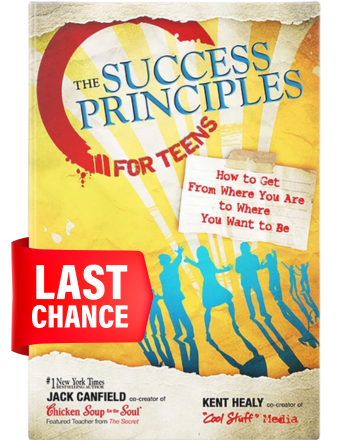 THE SUCCESS
PRINCIPLES
FOR TEENS
How to Get
From Where You Are
to Where
You Want to Be
LAST
CHANCE
#1 New York Times
BESTSELLING AUTHOR
JACK CANFIELD co-creator of
Chicken Soup for the Soul®
Featured Teacher from The Secret
KENT HEALY co-creator of
"Cool Stuff" Media